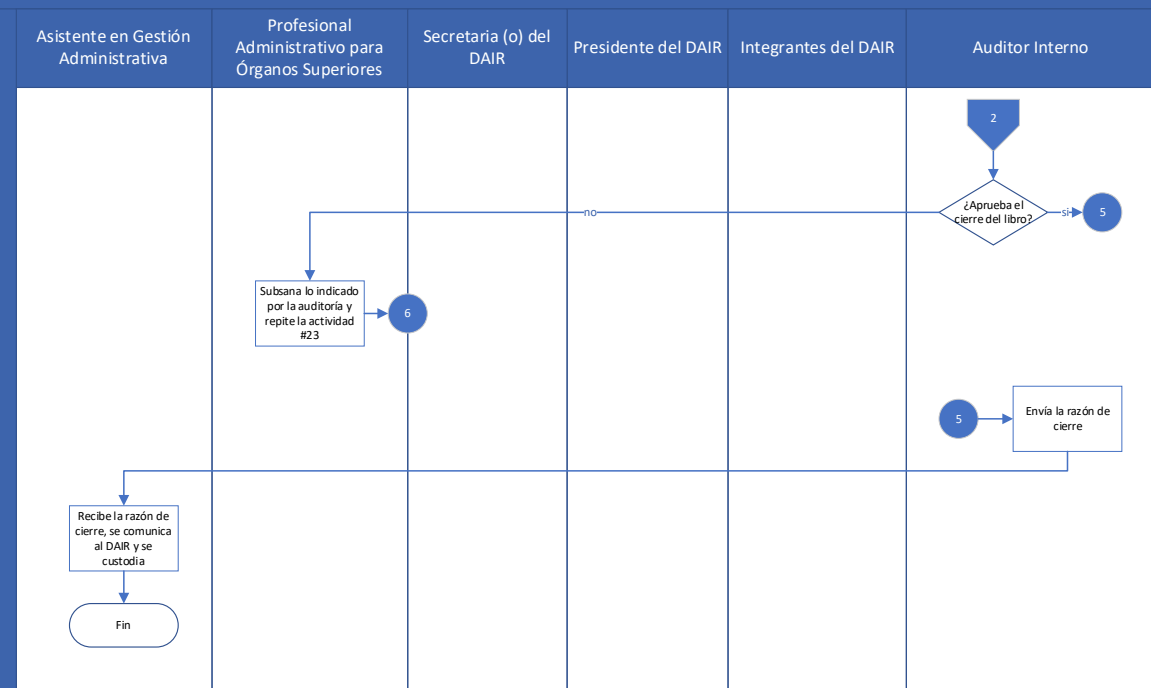 Asistente en Gestión
Administrativa
Profesional
Administrativo para
Órganos Superiores
Secretaria (o) del
DAIR
Presidente del DAIR
Integrantes del DAIR
Auditor Interno
2
¿Aprueba el
cierre del libro?
no
si
5
Subsana lo indicado
por la auditoría y
repite la actividad
#23
6
5
Envía la razón de
cierre
Recibe la razón de
cierre, se comunica
al DAIR y se
custodia
Fin